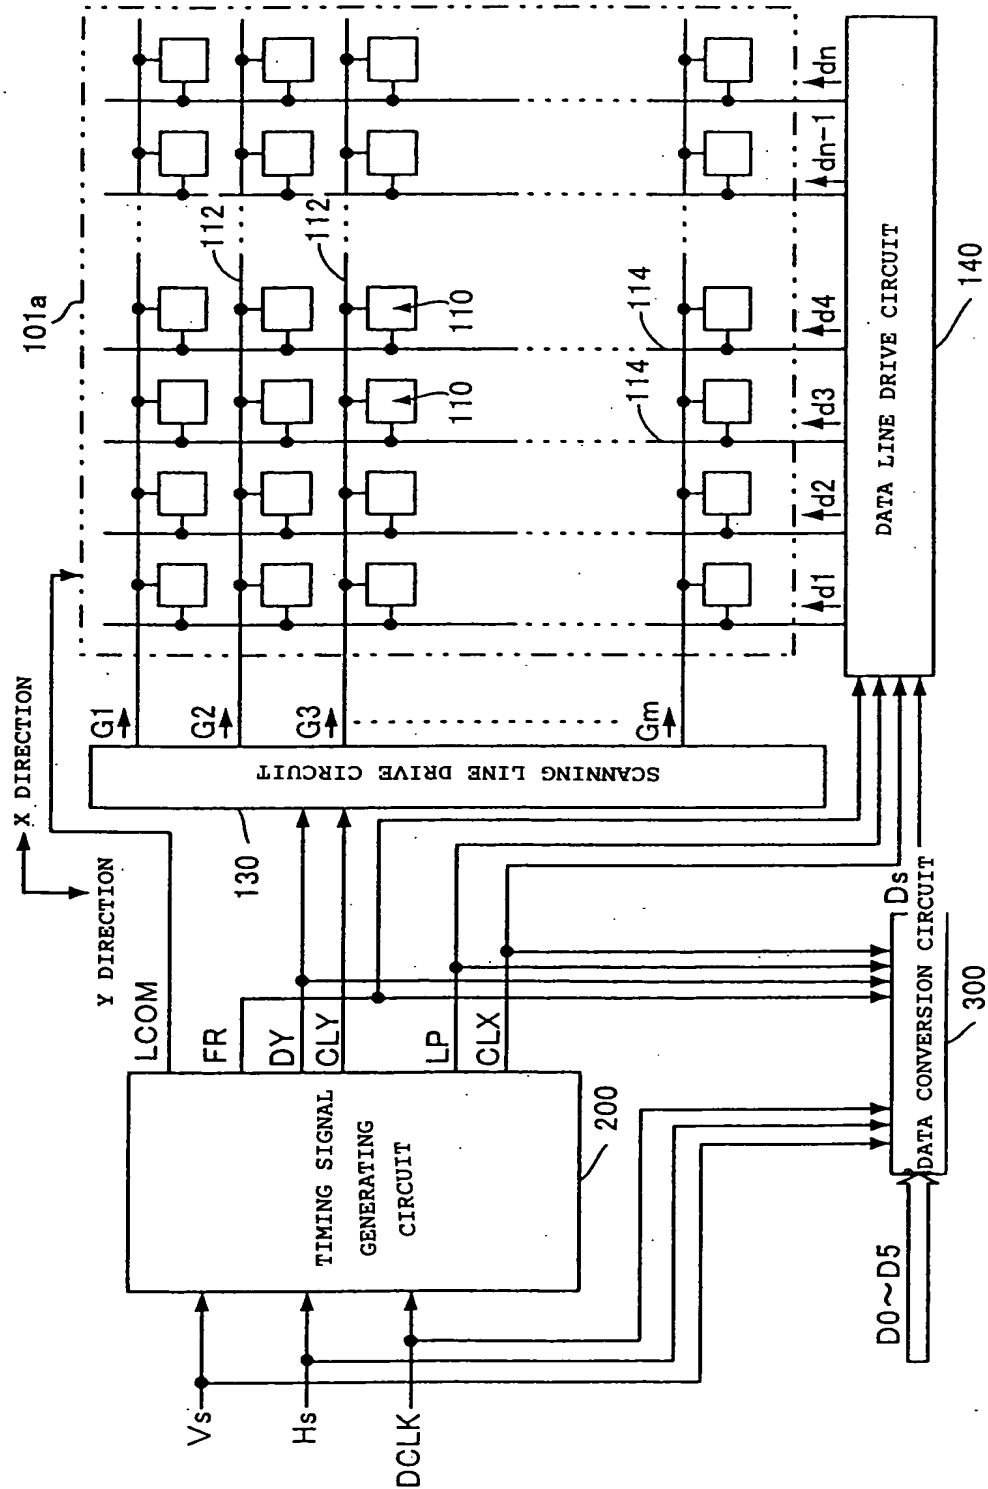 101a
X DIRECTION
Y DIRECTION
112
112
110
110
114
114
G1
G2
G3
Gm
d1
d2
d3
d4
dn-1
dn
SCANNING LINE DRIVE CIRCUIT
130
DATA LINE DRIVE CIRCUIT
140
LCOM
FR
DY
CLY
LP
CLX
TIMING SIGNAL
GENERATING
CIRCUIT
200
Vs
Hs
DCLK
Ds
DATA CONVERSION CIRCUIT
300
D0~D5